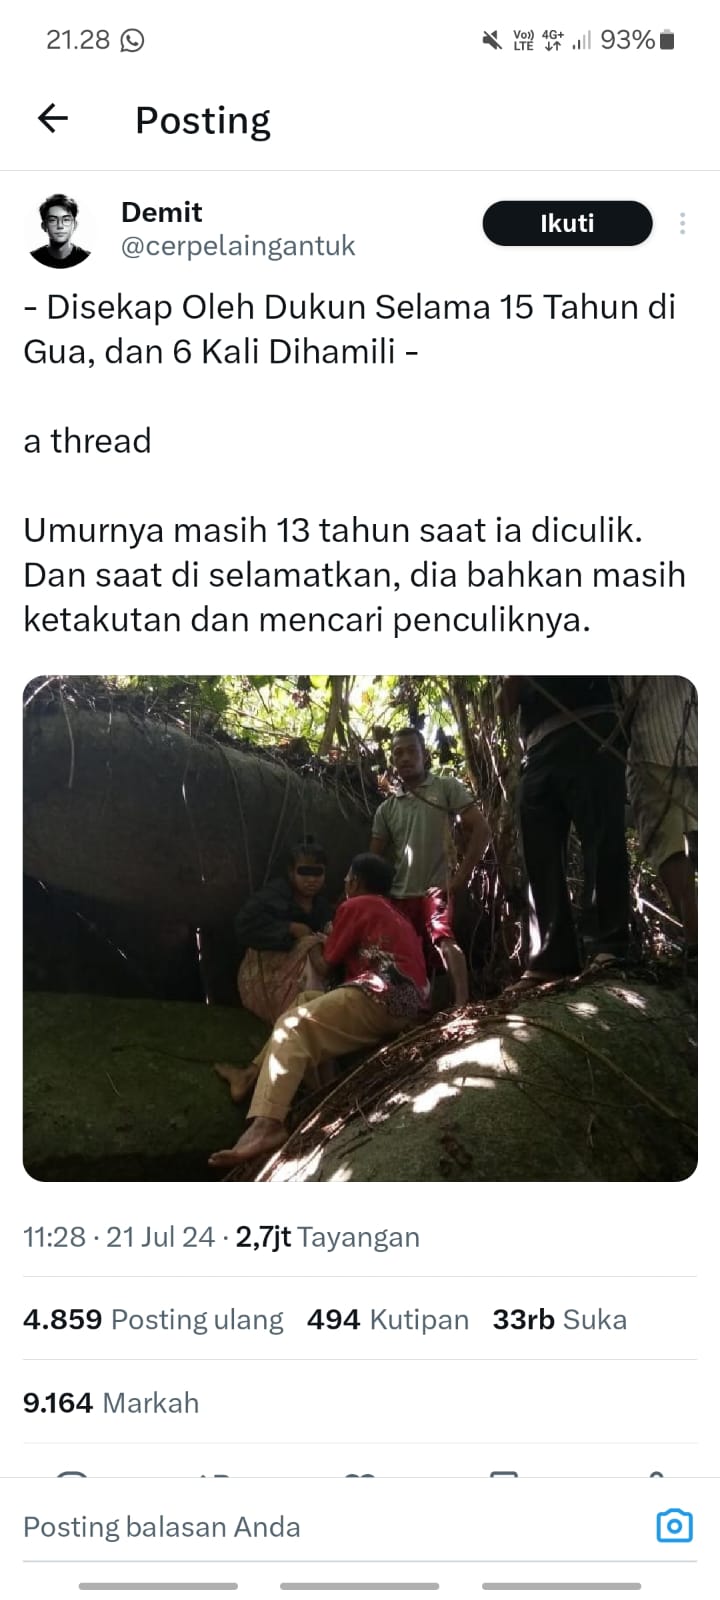 21.28
Vo)) LTE 4G+ 93%
Posting
Demit
@cerpelaingantuk
Ikuti
- Disekap Oleh Dukun Selama 15 Tahun di
Gua, dan 6 Kali Dihamili -
a thread
Umurnya masih 13 tahun saat ia diculik.
Dan saat di selamatkan, dia bahkan masih
ketakutan dan mencari penculiknya.
11:28 · 21 Jul 24 · 2,7jt Tayangan
4.859 Posting ulang 494 Kutipan 33rb Suka
9.164 Markah
Posting balasan Anda